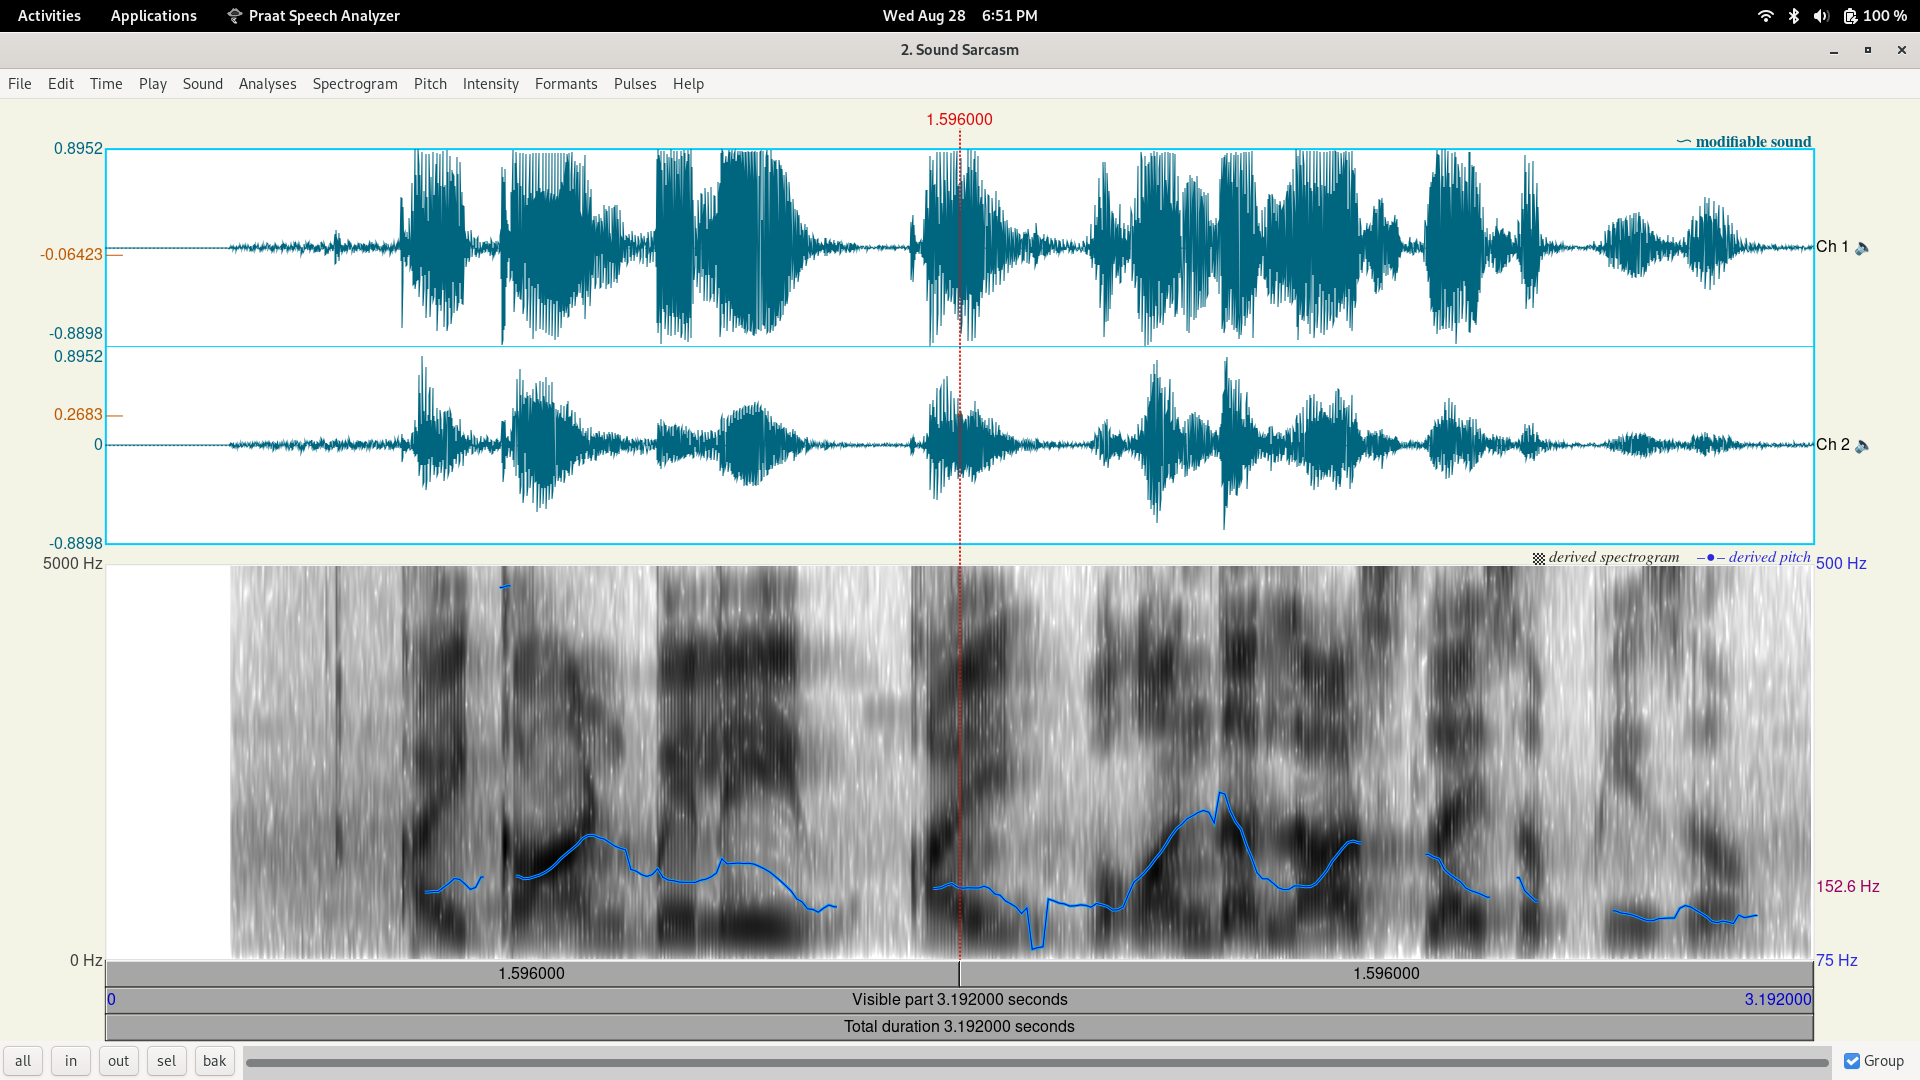 Activities Applications Praat Speech Analyzer Wed Aug 28 6:51 PM 100 %
2. Sound Sarcasm
File Edit Time Play Sound Analyses Spectrogram Pitch Intensity Formants Pulses Help
1.596000
modifiable sound
0.8952
-0.06423
Ch 1
-0.8898
0.8952
0.2683
0
Ch 2
-0.8898
derived spectrogram derived pitch
5000 Hz 500 Hz
152.6 Hz
0 Hz 75 Hz
1.596000 1.596000
0 Visible part 3.192000 seconds 3.192000
Total duration 3.192000 seconds
all in out sel bak Group